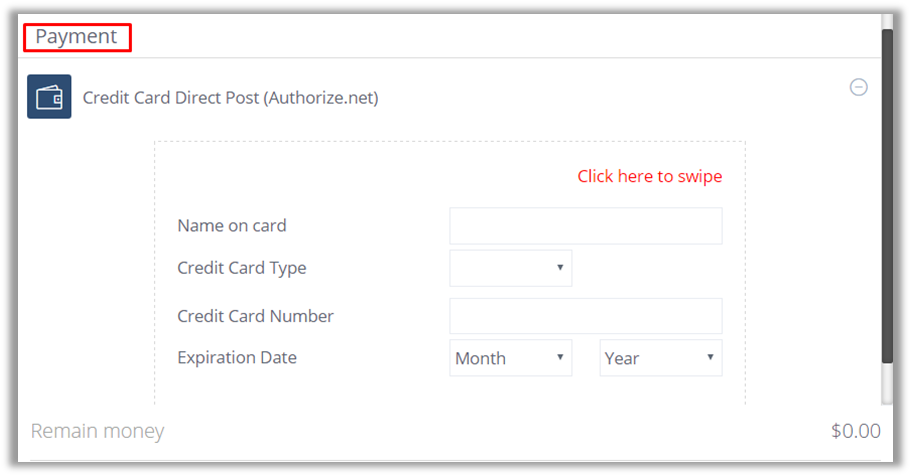 Payment
Credit Card Direct Post (Authorize.net)
Click here to swipe
Name on card
Credit Card Type
Credit Card Number
Expiration Date Month Year
Remain money $0.00